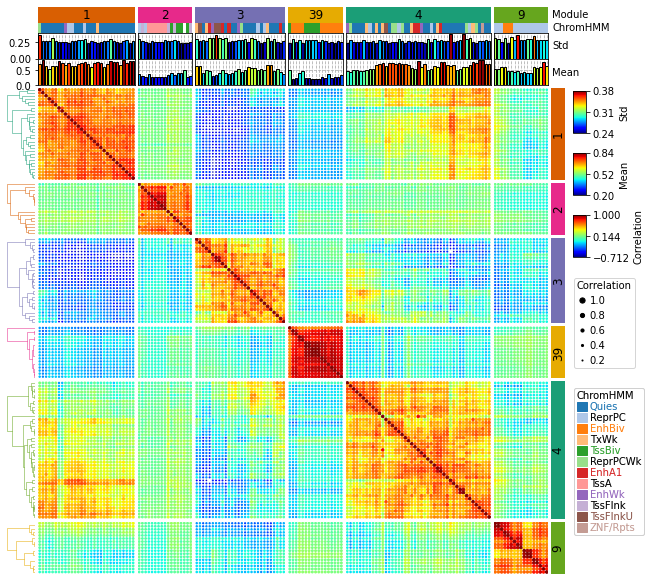 1 2 3 39 4 9 Module
ChromHMM
0.25 Std
0.00
0.5 Mean
0.0
1
2
3
39
4
9
0.38
0.31
0.24
Std
0.84
0.52
0.20
Mean
1.000
0.144
−0.712
Correlation
Correlation
1.0
0.8
0.6
0.4
0.2
ChromHMM
Quies
ReprPC
EnhBiv
TxWk
TssBiv
ReprPCWk
EnhA1
TssA
EnhWk
TssFlnk
TssFlnkU
ZNF/Rpts